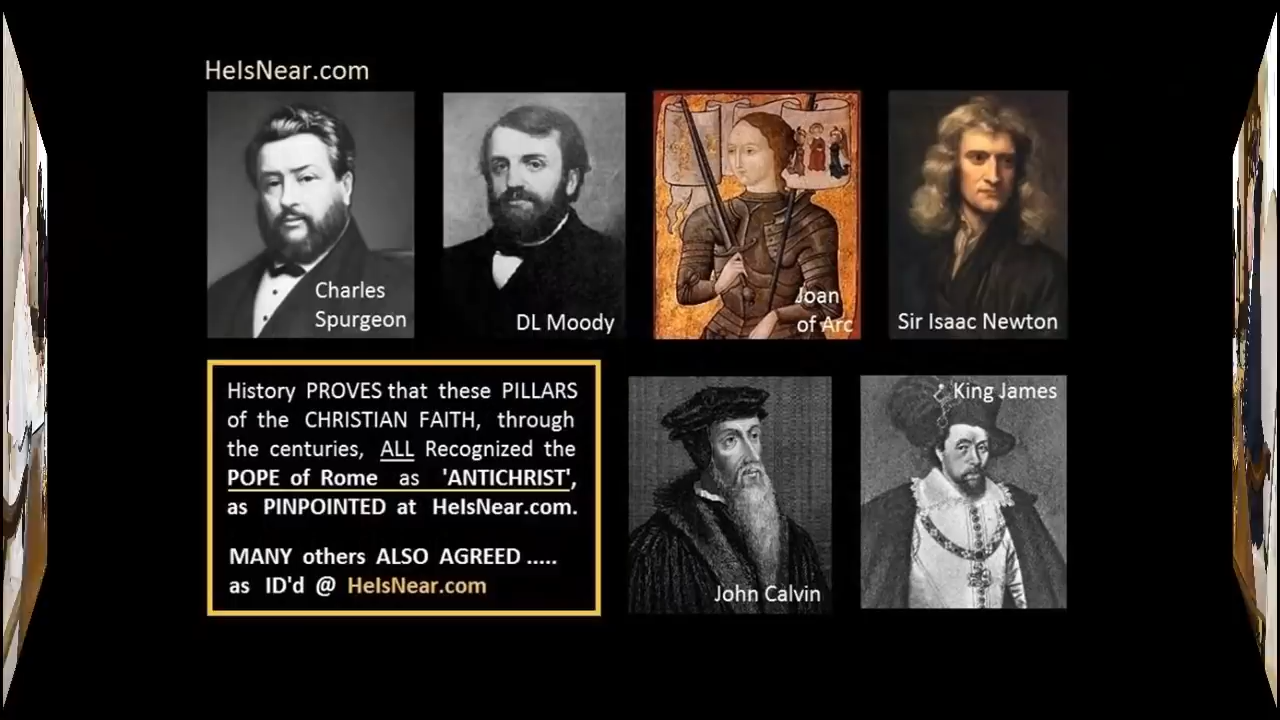 HeIsNear.com
Charles
Spurgeon
DL Moody
Joan
of Arc
Sir Isaac Newton
History PROVES that these PILLARS
of the CHRISTIAN FAITH, through
the centuries, ALL Recognized the
POPE of Rome as 'ANTICHRIST',
as PINPOINTED at HeIsNear.com.
MANY others ALSO AGREED .....
as ID'd @ HeIsNear.com
John Calvin
King James